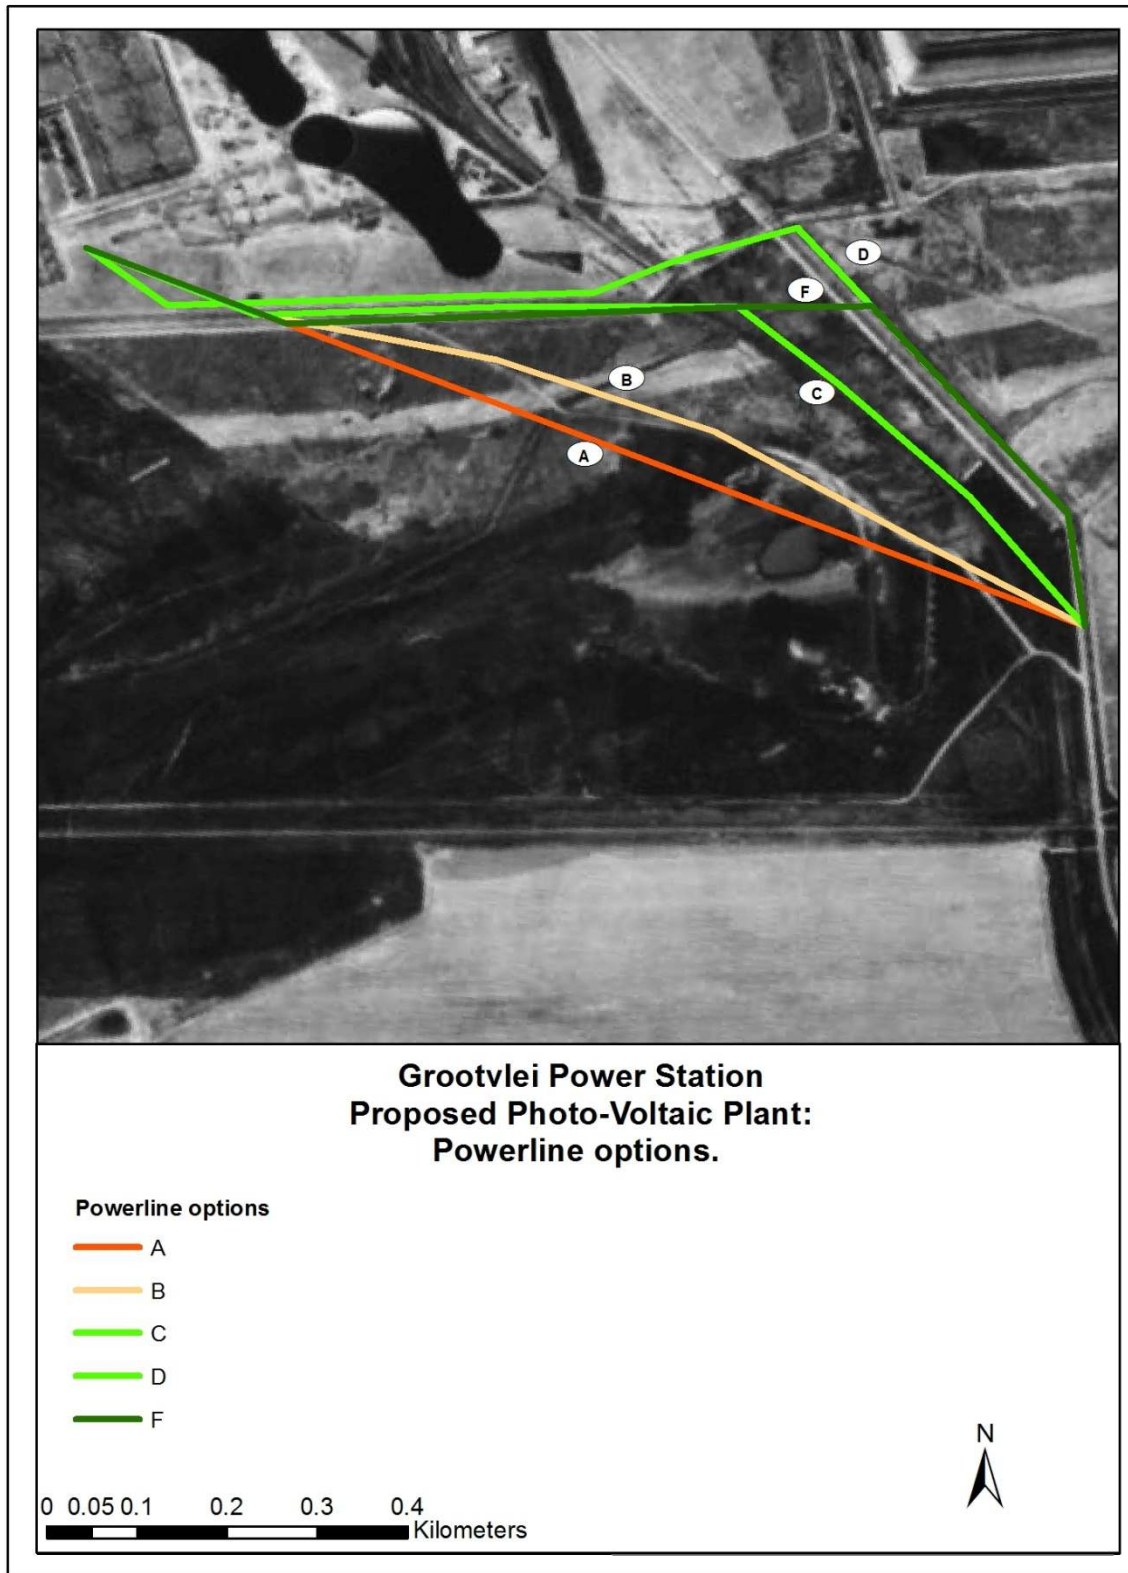 D
F
B
C
A
Grootvlei Power Station
Proposed Photo-Voltaic Plant:
Powerline options.
Powerline options
A
B
C
D
F
N
0 0.05 0.1 0.2 0.3 0.4
Kilometers